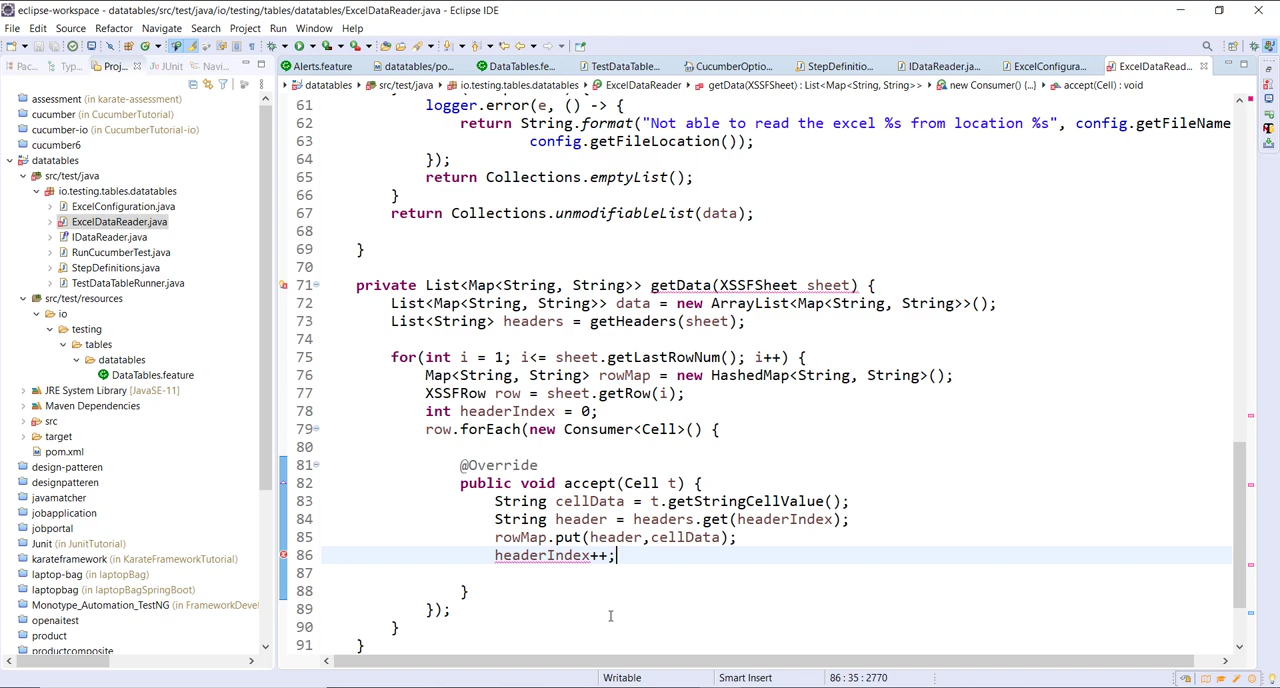 eclipse-workspace - datatables/src/test/java/io/testing/tables/datatables/ExcelDataReader.java - Eclipse IDE
File Edit Source Refactor Navigate Search Project Run Window Help
Pac... Typ... Proj... JUnit Navi...
Alerts.feature datatables/po... DataTables.fe... TestDataTable... CucumberOptio... StepDefinitio... IDataReader.ja... ExcelConfigura... ExcelDataRead...
datatables src/test/java io.testing.tables.datatables ExcelDataReader getData(XSSFSheet) : List<Map<String, String>> new Consumer() {...} accept(Cell) : void
assessment (in karate-assessment)
cucumber (in CucumberTutorial)
cucumber-io (in CucumberTutorial-io)
cucumber6
datatables
src/test/java
io.testing.tables.datatables
ExcelConfiguration.java
ExcelDataReader.java
IDataReader.java
RunCucumberTest.java
StepDefinitions.java
TestDataTableRunner.java
src/test/resources
io
testing
tables
datatables
DataTables.feature
JRE System Library [JavaSE-11]
Maven Dependencies
src
target
pom.xml
design-patteren
designpatteren
javamatcher
jobapplication
jobportal
Junit (in JunitTutorial)
karateframework (in KarateFrameworkTutorial)
laptop-bag (in laptopBag)
laptopbag (in laptopBagSpringBoot)
Monotype_Automation_TestNG (in FrameworkDevel
openaitest
product
productcomposite
61 logger.error(e, () -> {
62 return String.format("Not able to read the excel %s from location %s", config.getFileName
63 config.getFileLocation());
64 });
65 return Collections.emptyList();
66 }
67 return Collections.unmodifiableList(data);
68
69 }
70
71 private List<Map<String, String>> getData(XSSFSheet sheet) {
72 List<Map<String, String>> data = new ArrayList<Map<String, String>>();
73 List<String> headers = getHeaders(sheet);
74
75 for(int i = 1; i<= sheet.getLastRowNum(); i++) {
76 Map<String, String> rowMap = new HashedMap<String, String>();
77 XSSFRow row = sheet.getRow(i);
78 int headerIndex = 0;
79 row.forEach(new Consumer<Cell>() {
80
81 @Override
82 public void accept(Cell t) {
83 String cellData = t.getStringCellValue();
84 String header = headers.get(headerIndex);
85 rowMap.put(header,cellData);
86 headerIndex++;
87
88 }
89 });
90 }
91 }
Writable Smart Insert 86 : 35 : 2770